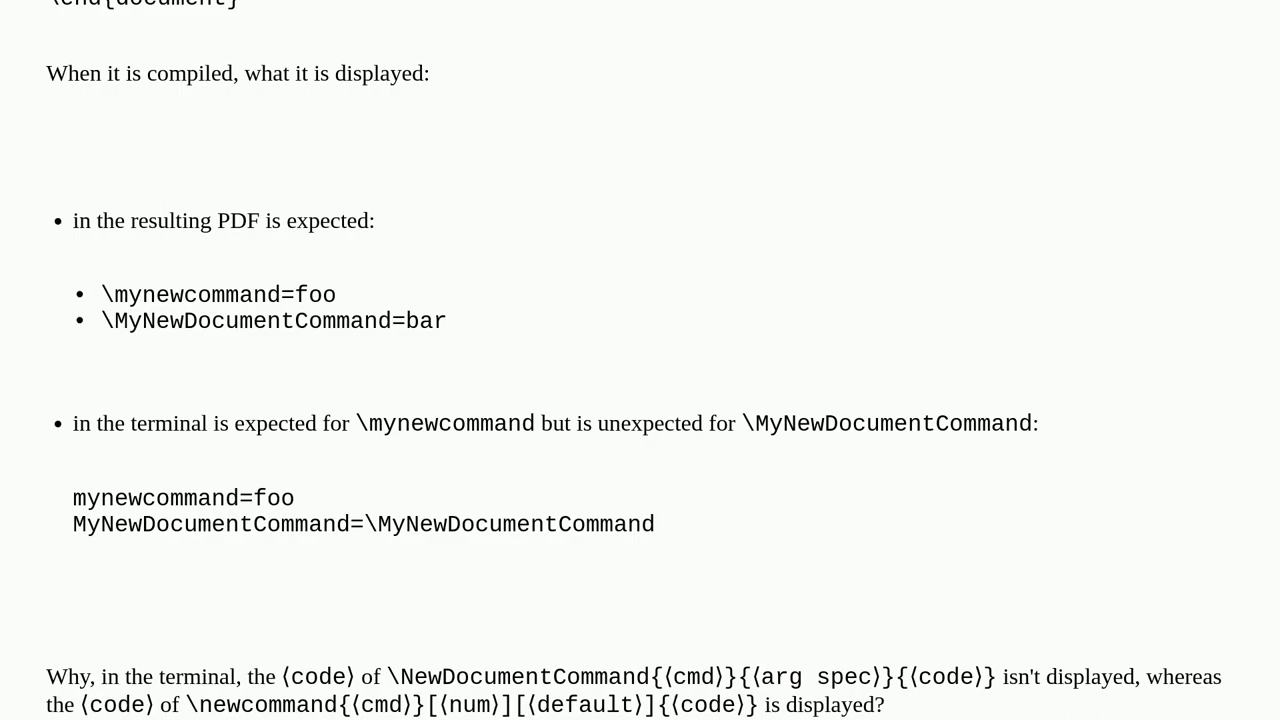 \end{document}
When it is compiled, what it is displayed:
• in the resulting PDF is expected:
• \mynewcommand=foo
• \MyNewDocumentCommand=bar
• in the terminal is expected for \mynewcommand but is unexpected for \MyNewDocumentCommand:
mynewcommand=foo
MyNewDocumentCommand=\MyNewDocumentCommand
Why, in the terminal, the ⟨code⟩ of \NewDocumentCommand{⟨cmd⟩}{⟨arg spec⟩}{⟨code⟩} isn't displayed, whereas
the ⟨code⟩ of \newcommand{⟨cmd⟩}[⟨num⟩][⟨default⟩]{⟨code⟩} is displayed?